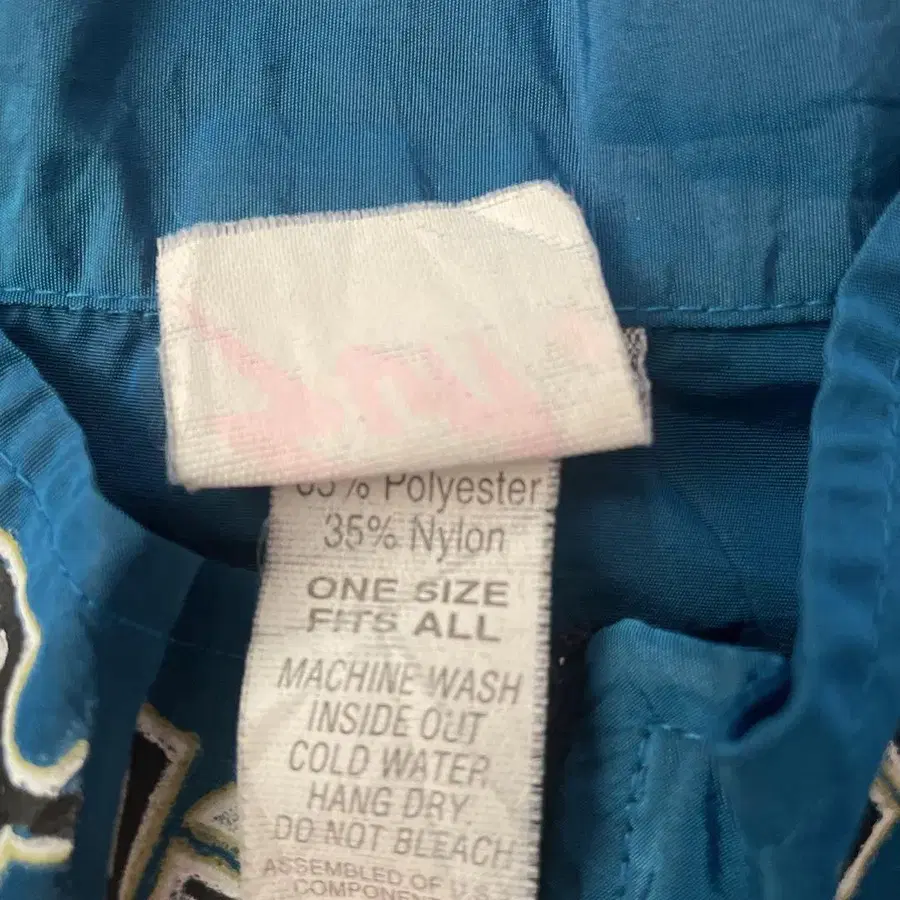 % Polyester
35% Nylon
ONE SIZE
FITS ALL
MACHINE WASH
INSIDE OUT
COLD WATER
HANG DRY
DO NOT BLEACH
ASSEMBLED OF U.S.